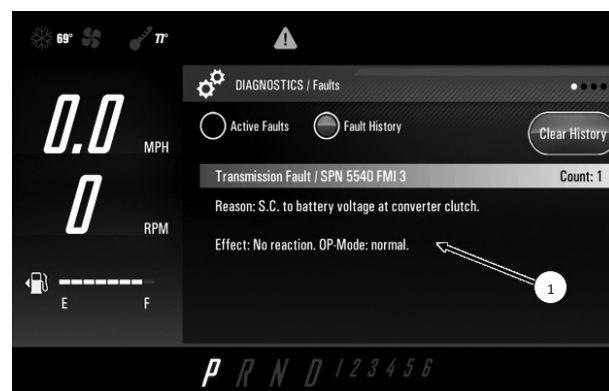 69° 77°
DIAGNOSTICS / Faults
Active Faults Fault History Clear History
0.0 MPH
Transmission Fault / SPN 5540 FMI 3 Count: 1
Reason: S.C. to battery voltage at converter clutch.
0 RPM
Effect: No reaction. OP-Mode: normal.
1
E F
P R N D 1 2 3 4 5 6